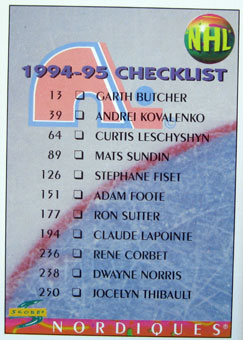 NHL
1994-95 CHECKLIST
13 GARTH BUTCHER
39 ANDREI KOVALENKO
64 CURTIS LESCHYSHYN
89 MATS SUNDIN
126 STEPHANE FISET
151 ADAM FOOTE
177 RON SUTTER
194 CLAUDE LAPOINTE
236 RENE CORBET
238 DWAYNE NORRIS
250 JOCELYN THIBAULT
SCORE
NORDIQUES